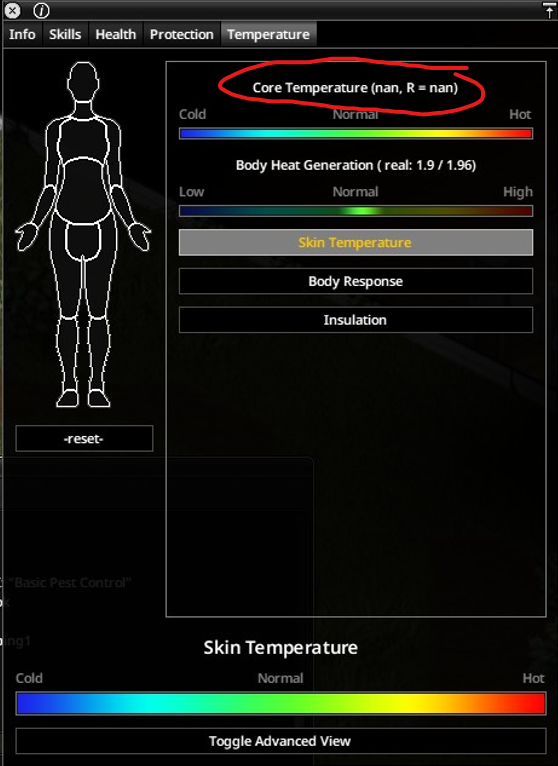 Info Skills Health Protection Temperature
Core Temperature (nan, R = nan)
Cold Normal Hot
Body Heat Generation ( real: 1.9 / 1.96)
Low Normal High
Skin Temperature
Body Response
Insulation
-reset-
"Basic Pest Control"
Skin Temperature
Cold Normal Hot
Toggle Advanced View